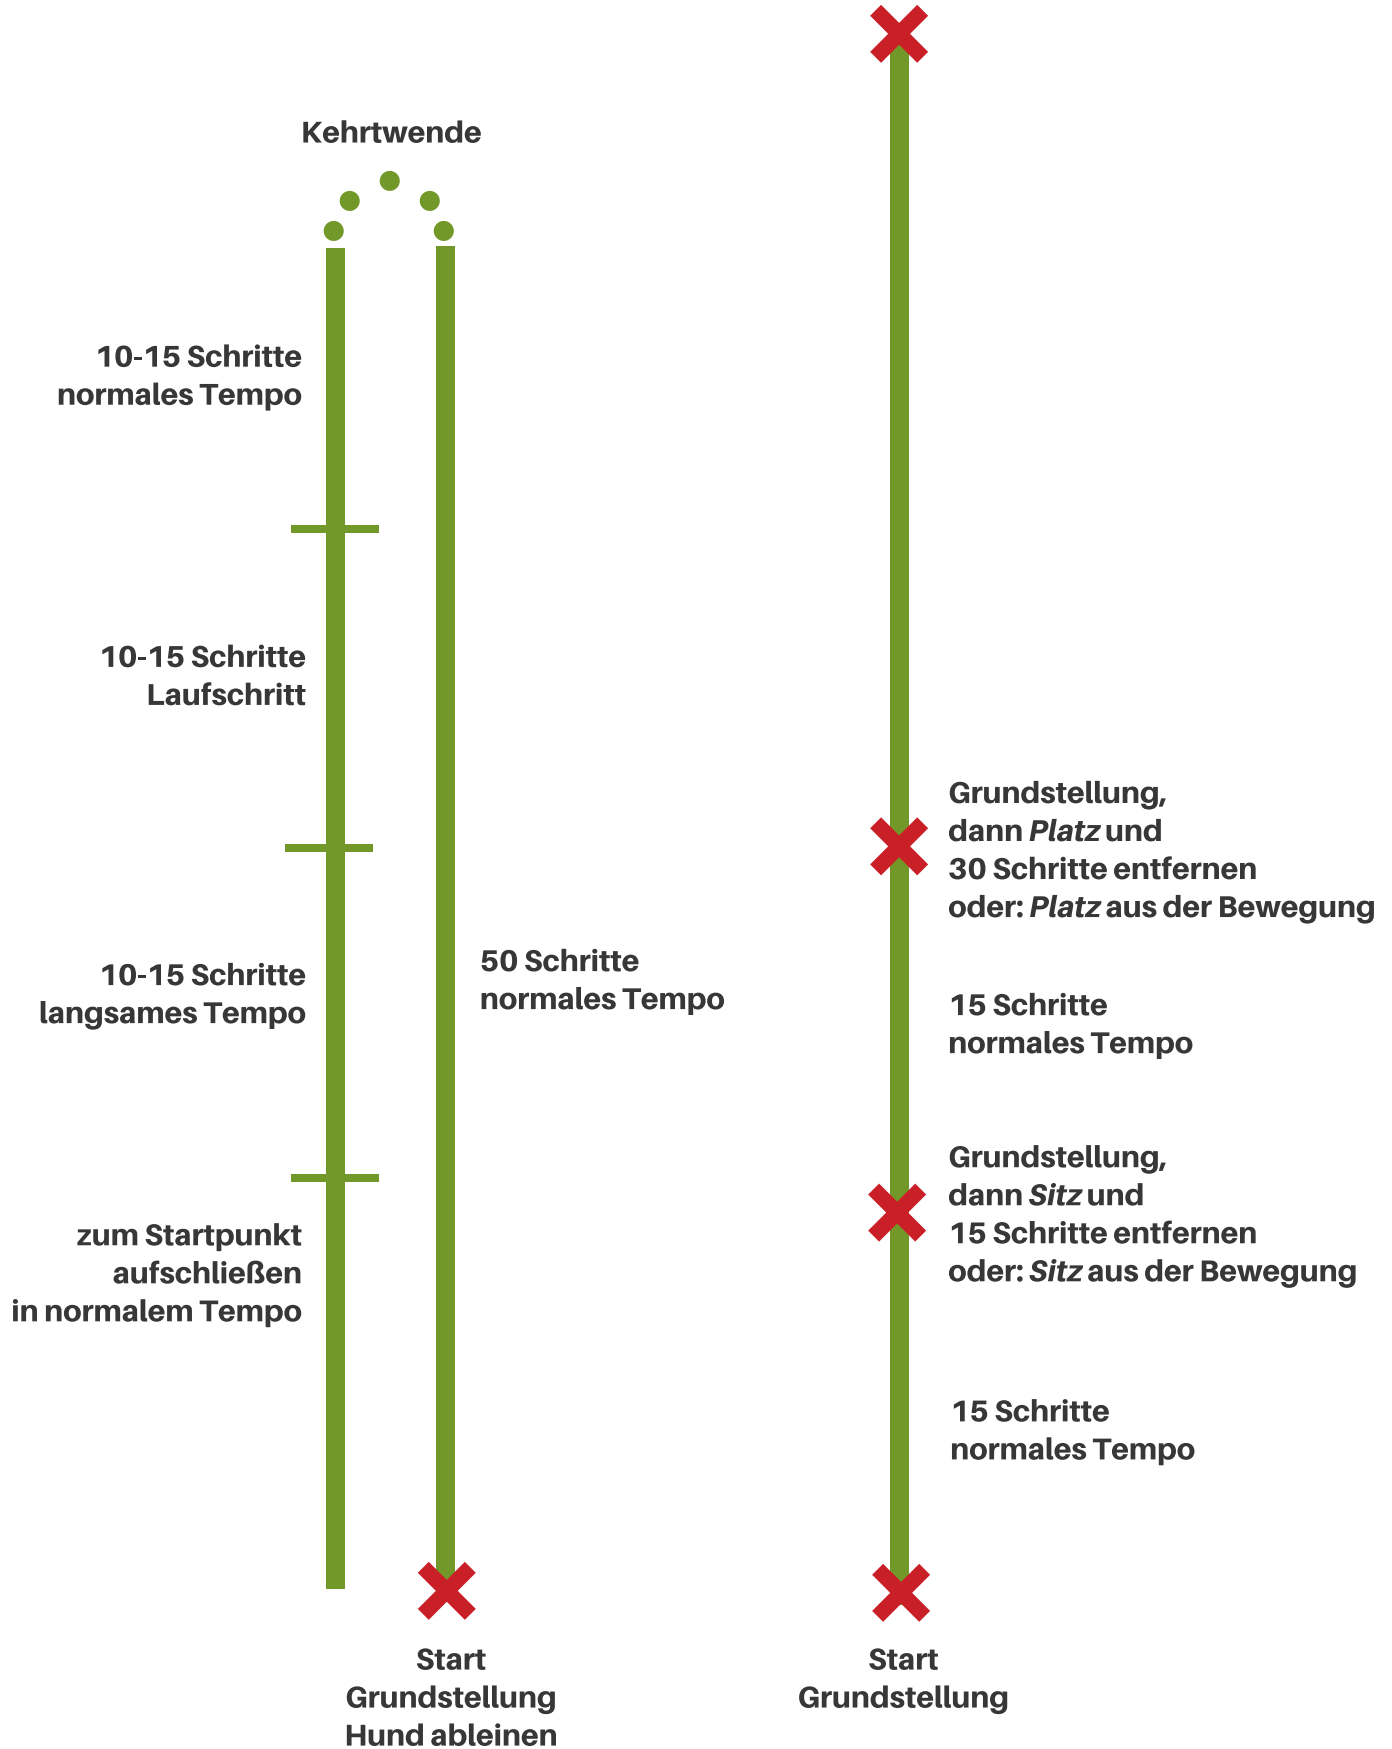 Kehrtwende
10-15 Schritte
normales Tempo
10-15 Schritte
Laufschritt
10-15 Schritte
langsames Tempo
zum Startpunkt
aufschließen
in normalem Tempo
50 Schritte
normales Tempo
Start
Grundstellung
Hund ableinen
Grundstellung,
dann Platz und
30 Schritte entfernen
oder: Platz aus der Bewegung
15 Schritte
normales Tempo
Grundstellung,
dann Sitz und
15 Schritte entfernen
oder: Sitz aus der Bewegung
15 Schritte
normales Tempo
Start
Grundstellung